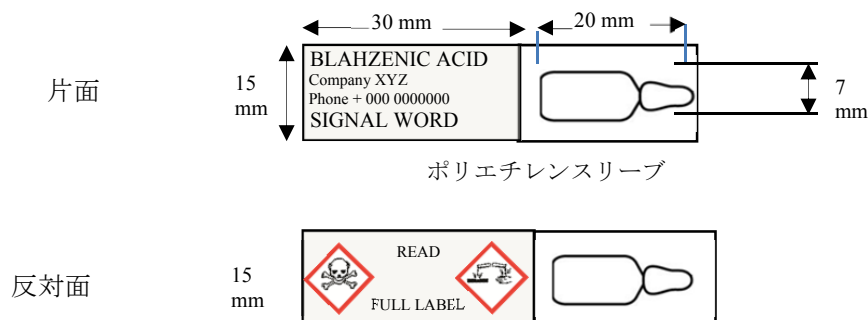 30 mm
20 mm
片面
15
mm
BLAHZENIC ACID
Company XYZ
Phone + 000 0000000
SIGNAL WORD
7
mm
ポリエチレンスリーブ
反対面
15
mm
READ
FULL LABEL